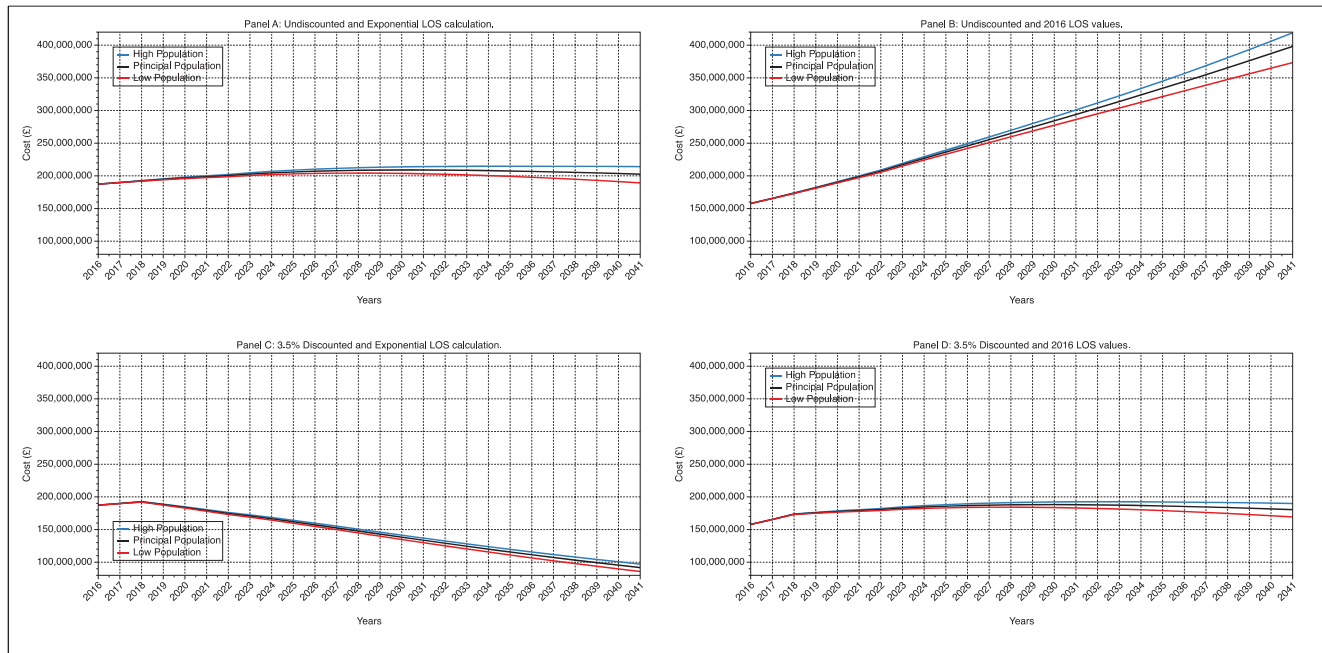 Panel A: Undiscounted and Exponential LOS calculation.
400,000,000
350,000,000
300,000,000
250,000,000
200,000,000
150,000,000
100,000,000
Cost (£)
High Population
Principal Population
Low Population
2016 2017 2018 2019 2020 2021 2022 2023 2024 2025 2026 2027 2028 2029 2030 2031 2032 2033 2034 2035 2036 2037 2038 2039 2040 2041
Years
Panel B: Undiscounted and 2016 LOS values.
400,000,000
350,000,000
300,000,000
250,000,000
200,000,000
150,000,000
100,000,000
Cost (£)
High Population
Principal Population
Low Population
2016 2017 2018 2019 2020 2021 2022 2023 2024 2025 2026 2027 2028 2029 2030 2031 2032 2033 2034 2035 2036 2037 2038 2039 2040 2041
Years
Panel C: 3.5% Discounted and Exponential LOS calculation.
400,000,000
350,000,000
300,000,000
250,000,000
200,000,000
150,000,000
100,000,000
Cost (£)
High Population
Principal Population
Low Population
2016 2017 2018 2019 2020 2021 2022 2023 2024 2025 2026 2027 2028 2029 2030 2031 2032 2033 2034 2035 2036 2037 2038 2039 2040 2041
Years
Panel D: 3.5% Discounted and 2016 LOS values.
400,000,000
350,000,000
300,000,000
250,000,000
200,000,000
150,000,000
100,000,000
Cost (£)
High Population
Principal Population
Low Population
2016 2017 2018 2019 2020 2021 2022 2023 2024 2025 2026 2027 2028 2029 2030 2031 2032 2033 2034 2035 2036 2037 2038 2039 2040 2041
Years